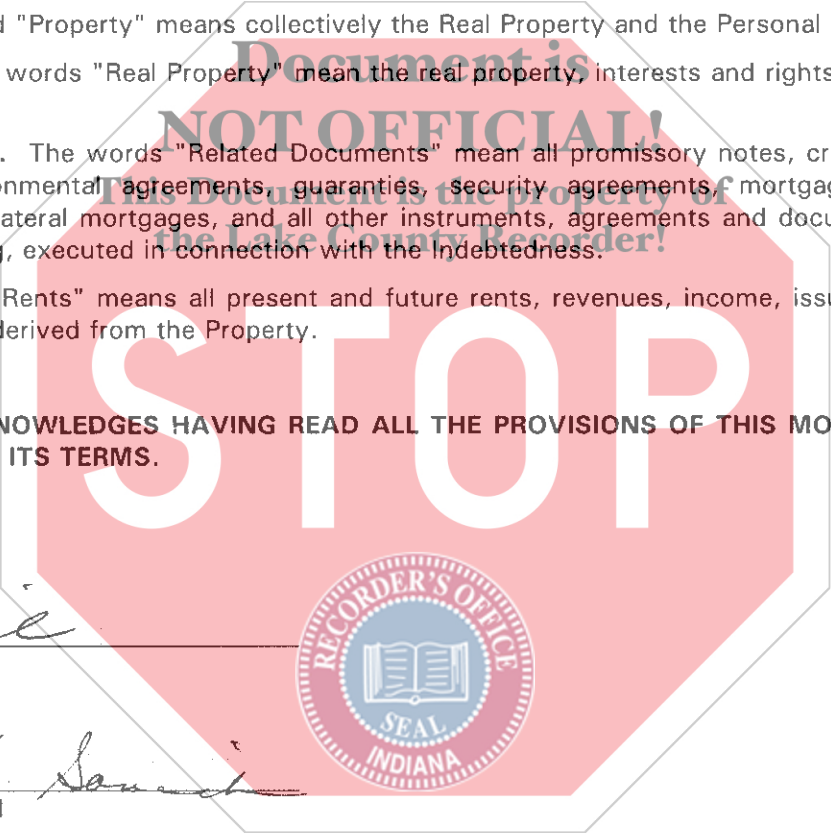 d "Property" means collectively the Real Property and the Personal
Document is
words "Real Property" mean the real property, interests and rights
NOT OFFICIAL!
. The words "Related Documents" mean all promissory notes, cr
This Document is the property of
onmental agreements, guaranties, security agreements, mortgag
ateral mortgages, and all other instruments, agreements and docu
the Lake County Recorder!
g, executed in connection with the Indebtedness.
Rents" means all present and future rents, revenues, income, issu
derived from the Property.
STOP
NOWLEDGES HAVING READ ALL THE PROVISIONS OF THIS MO
ITS TERMS.
RECORDER'S OFFICE
SEAL
INDIANA